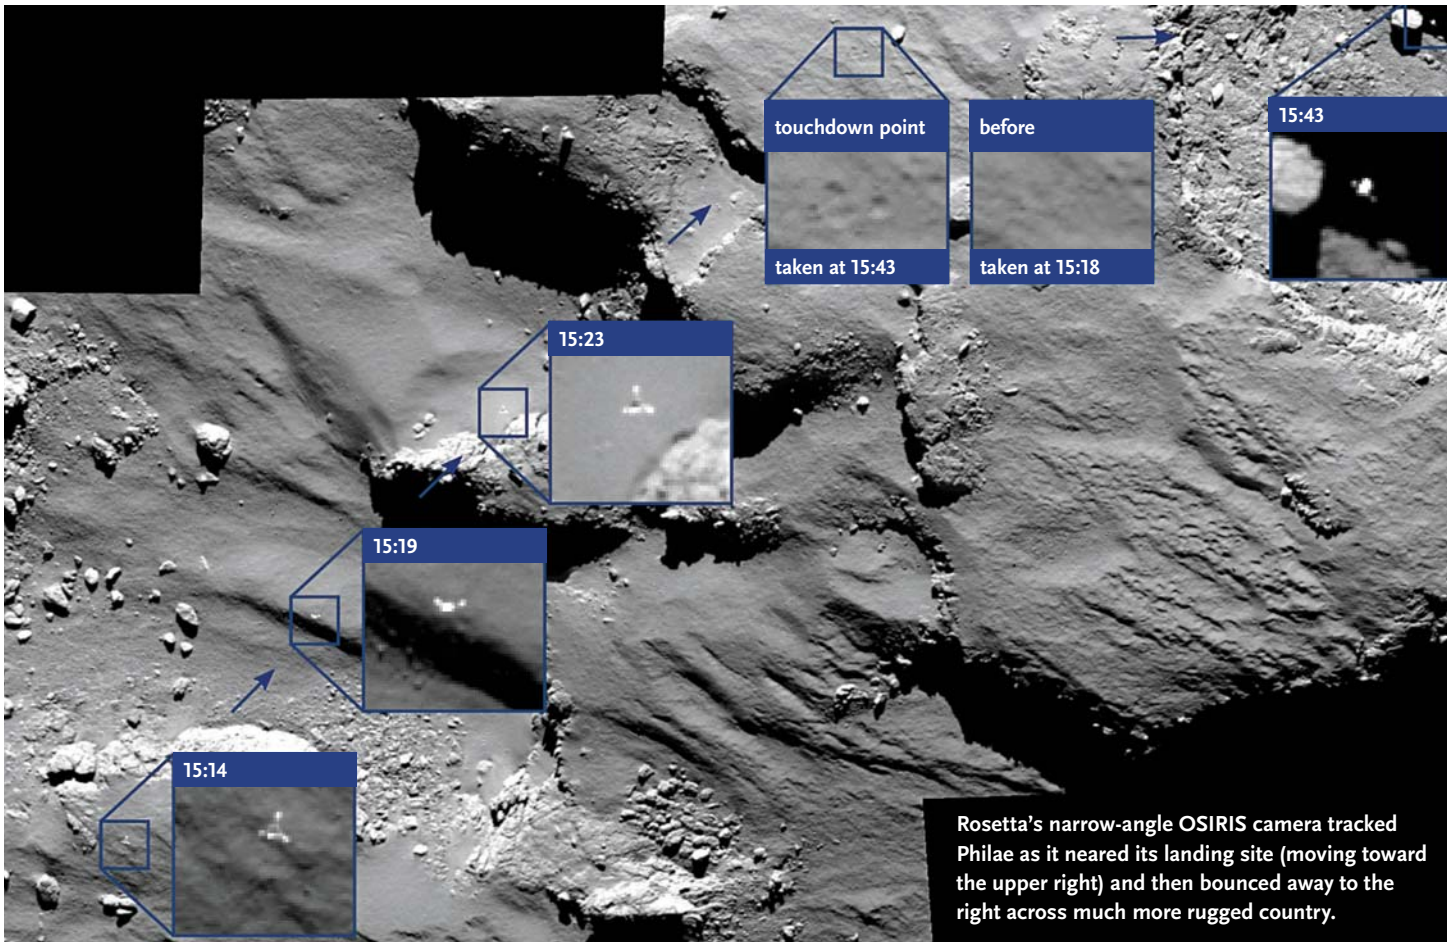 touchdown point
before
15:43
taken at 15:43
taken at 15:18
15:23
15:19
15:14
Rosetta's narrow-angle OSIRIS camera tracked
Philae as it neared its landing site (moving toward
the upper right) and then bounced away to the
right across much more rugged country.